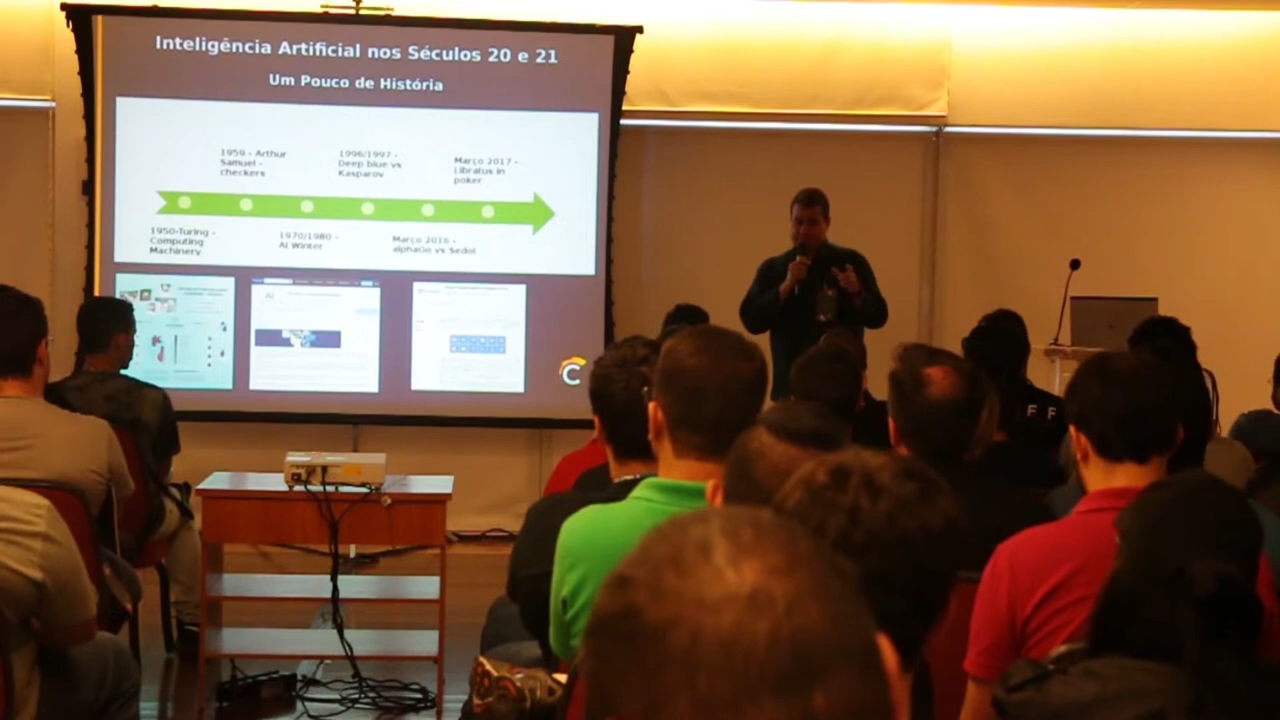 Inteligência Artificial nos Séculos 20 e 21
Um Pouco de História
1959 - Arthur
Samuel -
checkers
1996/1997 -
Deep blue vs
Kasparov
Março 2017 -
Libratus in
poker
1950-Turing -
Computing
Machinery
1970/1980 -
AI Winter
Março 2016 -
alphaGo vs Sedol
C
F F